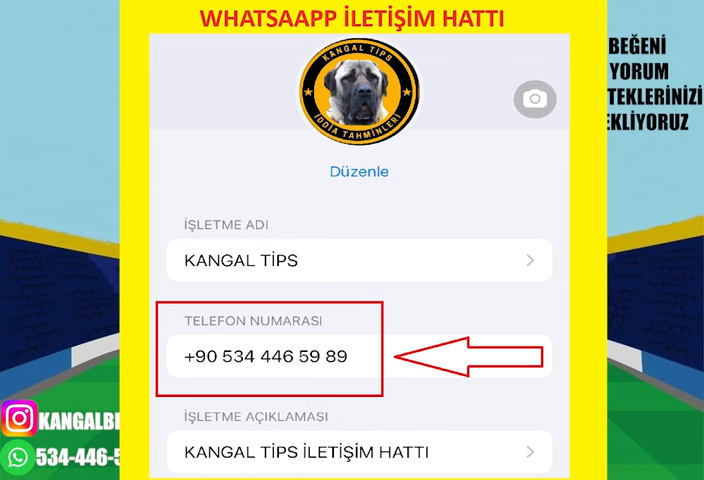 WHATSAAPP İLETİŞİM HATTI
KANGAL TIPS
İDDİA TAHMİNLERİ
BEĞENİ
YORUM
TEKLERİNİZİ
EKLİYORUZ
Düzenle
İŞLETME ADI
KANGAL TİPS
TELEFON NUMARASI
+90 534 446 59 89
İŞLETME AÇIKLAMASI
KANGAL TİPS İLETİŞİM HATTI
KANGALBE
534-446-5